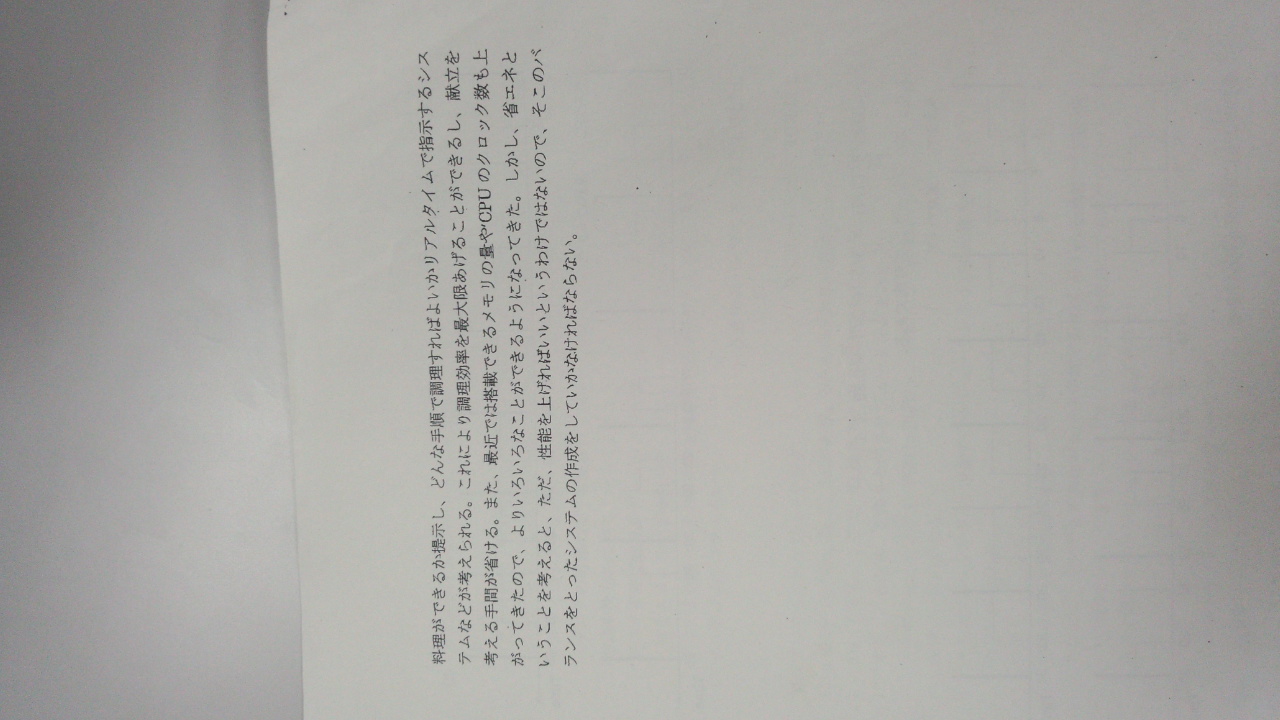 料理ができるか提示し、どんな手順で調理すればよいかリアルタイムで指示するシス
テムなどが考えられる。これにより調理効率を最大限あげることができるし、献立を
考える手間が省ける。また、最近では搭載できるメモリの量やCPUのクロック数も上
がってきたので、よりいろいろなことができるようになってきた。しかし、省エネと
いうことを考えると、ただ、性能を上げればいいというわけではないので、そこのバ
ランスをとったシステムの作成をしていかなければならない。